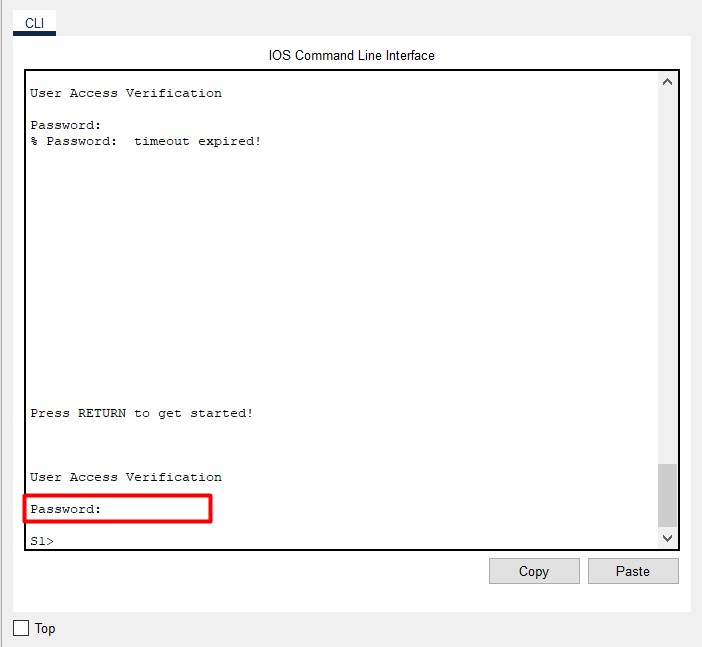 CLI
IOS Command Line Interface
User Access Verification
Password:
% Password:  timeout expired!
Press RETURN to get started!
User Access Verification
Password:
S1>
Copy
Paste
Top